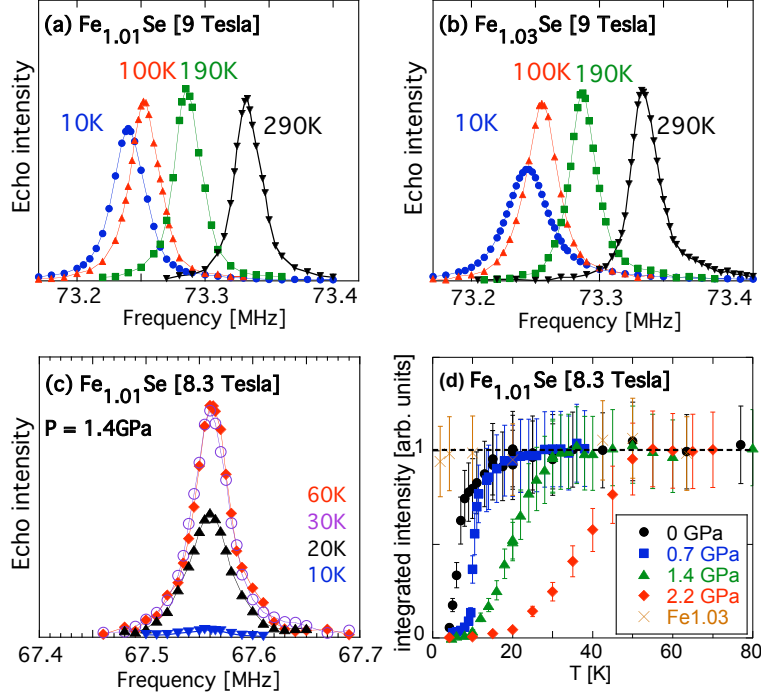 (a) Fe1.01Se [9 Tesla]
100K
190K
10K
290K
Echo intensity
73.2
73.3
73.4
Frequency [MHz]
(b) Fe1.03Se [9 Tesla]
100K
190K
10K
290K
Echo intensity
73.2
73.3
73.4
Frequency [MHz]
(c) Fe1.01Se [8.3 Tesla]
P = 1.4GPa
60K
30K
20K
10K
Echo intensity
67.4
67.5
67.6
67.7
Frequency [MHz]
(d) Fe1.01Se [8.3 Tesla]
integrated intensity [arb. units]
1
0
0 GPa
0.7 GPa
1.4 GPa
2.2 GPa
Fe1.03
0
20
40
60
80
T [K]